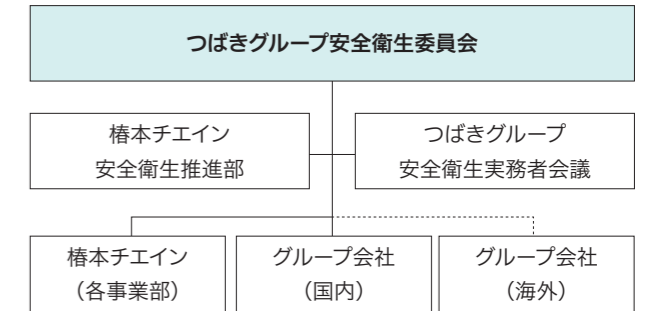 つばきグループ安全衛生委員会
椿本チエイン
安全衛生推進部
つばきグループ
安全衛生実務者会議
椿本チエイン
（各事業部）
グループ会社
（国内）
グループ会社
（海外）